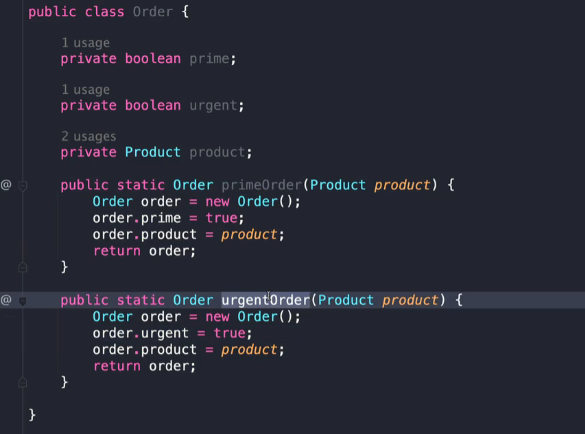 public class Order {
1 usage
private boolean prime;
1 usage
private boolean urgent;
2 usages
private Product product;
@ public static Order primeOrder(Product product) {
Order order = new Order();
order.prime = true;
order.product = product;
return order;
}
@ public static Order urgentOrder(Product product) {
Order order = new Order();
order.urgent = true;
order.product = product;
return order;
}
}